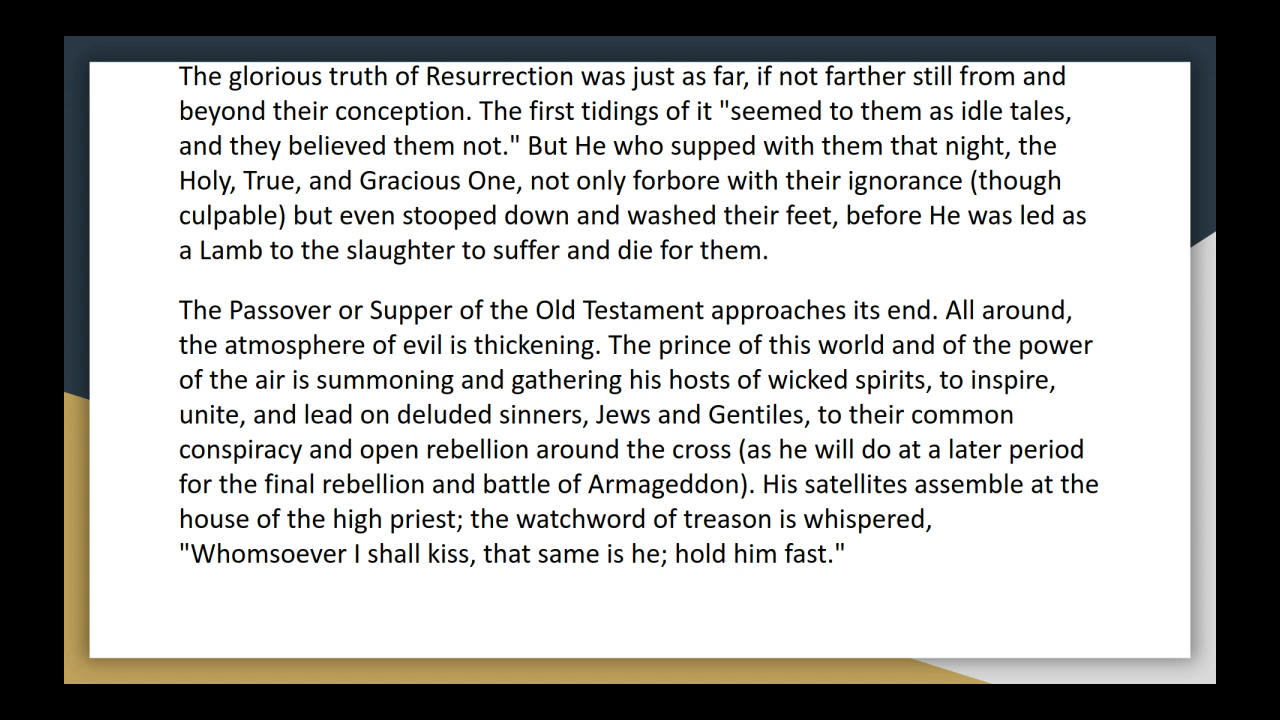 The glorious truth of Resurrection was just as far, if not farther still from and
beyond their conception. The first tidings of it "seemed to them as idle tales,
and they believed them not." But He who supped with them that night, the
Holy, True, and Gracious One, not only forbore with their ignorance (though
culpable) but even stooped down and washed their feet, before He was led as
a Lamb to the slaughter to suffer and die for them.
The Passover or Supper of the Old Testament approaches its end. All around,
the atmosphere of evil is thickening. The prince of this world and of the power
of the air is summoning and gathering his hosts of wicked spirits, to inspire,
unite, and lead on deluded sinners, Jews and Gentiles, to their common
conspiracy and open rebellion around the cross (as he will do at a later period
for the final rebellion and battle of Armageddon). His satellites assemble at the
house of the high priest; the watchword of treason is whispered,
"Whomsoever I shall kiss, that same is he; hold him fast."